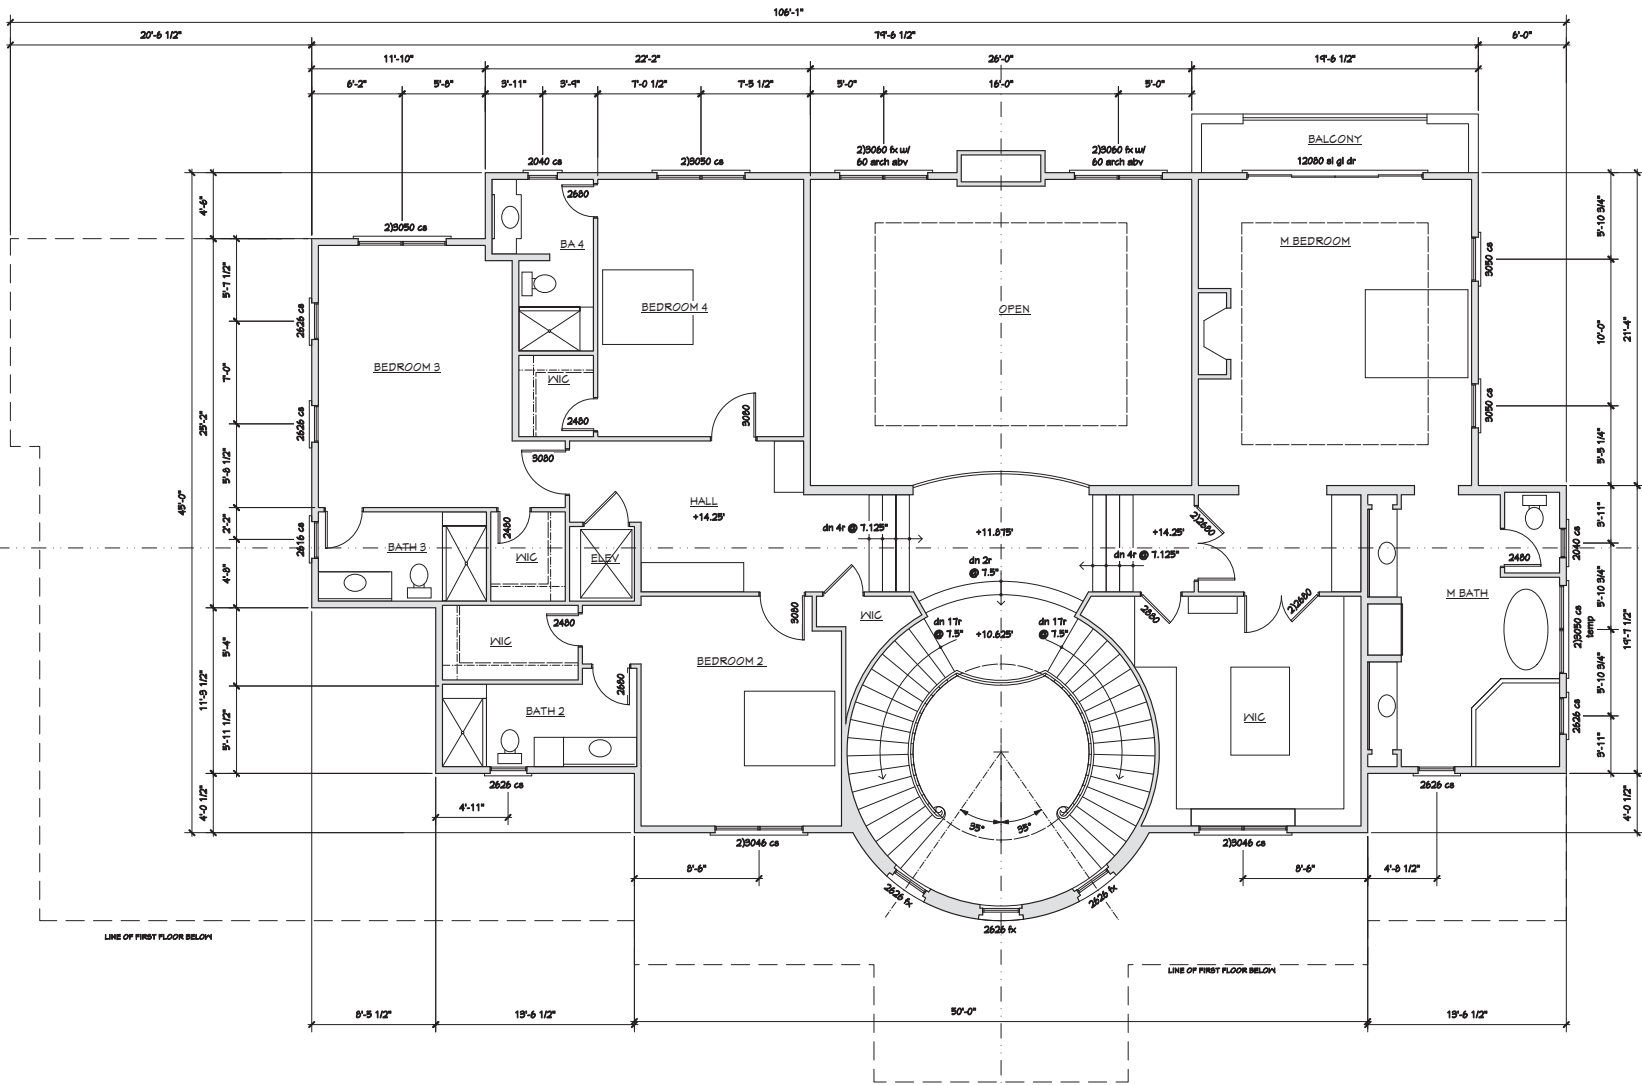 106'-1"
20'-6 1/2"
79'-6 1/2"
6'-0"
11'-10"
22'-2"
26'-0"
19'-6 1/2"
6'-2"
5'-8"
3'-11"
3'-9"
7'-0 1/2"
7'-5 1/2"
5'-0"
16'-0"
5'-0"
BALCONY
2)3060 fx w/
60 arch abv
2)3060 fx w/
60 arch abv
2040 cs
2)3050 cs
12080 sl gl dr
2680
4'-6"
5'-10 3/4"
2)3050 cs
BA 4
M BEDROOM
3050 cs
5'-7 1/2"
2626 cs
BEDROOM 4
OPEN
10'-0"
21'-4"
BEDROOM 3
7'-0"
WIC
3050 cs
2626 cs
2480
3080
25'-2"
3080
5'-8 1/2"
5'-5 1/4"
45'-0"
HALL
+14.25'
2'-2"
2480
dn 4r @ 7.125"
+11.875'
2)2680
+14.25'
3'-11"
2616 cs
BATH 3
WIC
ELEV
dn 2r
@ 7.5"
dn 4r @ 7.125"
2480
2040 cs
4'-8"
M BATH
5'-10 3/4"
3080
WIC
2880
2)2680
2480
dn 17r
@ 7.5"
+10.625'
dn 17r
@ 7.5"
2)3050 cs
temp
19'-7 1/2"
5'-4"
WIC
BEDROOM 2
2680
5'-10 3/4"
11'-3 1/2"
BATH 2
WIC
2626 cs
5'-11 1/2"
3'-11"
2626 cs
2626 cs
4'-11"
4'-0 1/2"
35°
35°
4'-0 1/2"
2)3046 cs
2)3046 cs
8'-6"
8'-6"
4'-8 1/2"
2626 fx
2626 fx
2626 fx
LINE OF FIRST FLOOR BELOW
LINE OF FIRST FLOOR BELOW
8'-5 1/2"
13'-6 1/2"
50'-0"
13'-6 1/2"